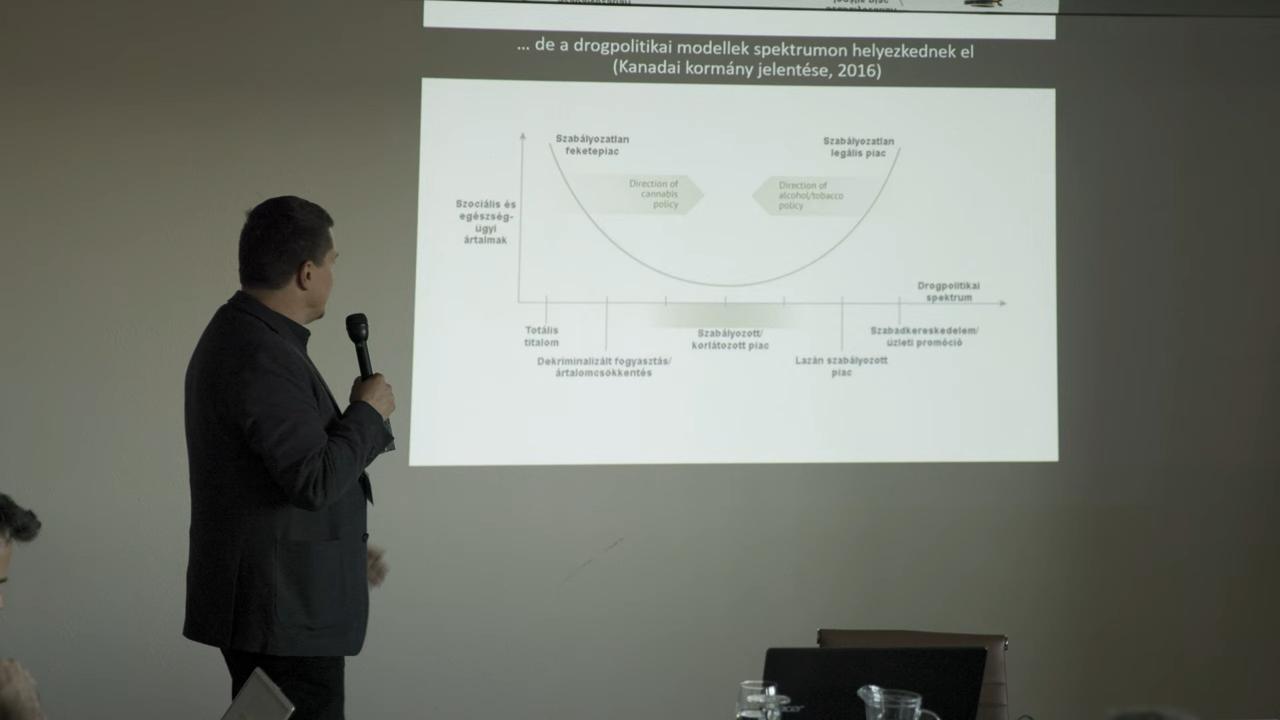 ... de a drogpolitikai modellek spektrumon helyezkednek el
(Kanadai kormány jelentése, 2016)
Szabályozatlan
feketepiac
Szabályozatlan
legális piac
Direction of
cannabis
policy
Direction of
alcohol/tobacco
policy
Szociális és
egészség-
ügyi
ártalmak
Drogpolitikai
spektrum
Totális
titalom
Szabályozott/
korlátozott piac
Szabadkereskedelem/
üzleti promóció
Dekriminalizált fogyasztás/
ártalomcsökkentés
Lazán szabályozott
piac
acer